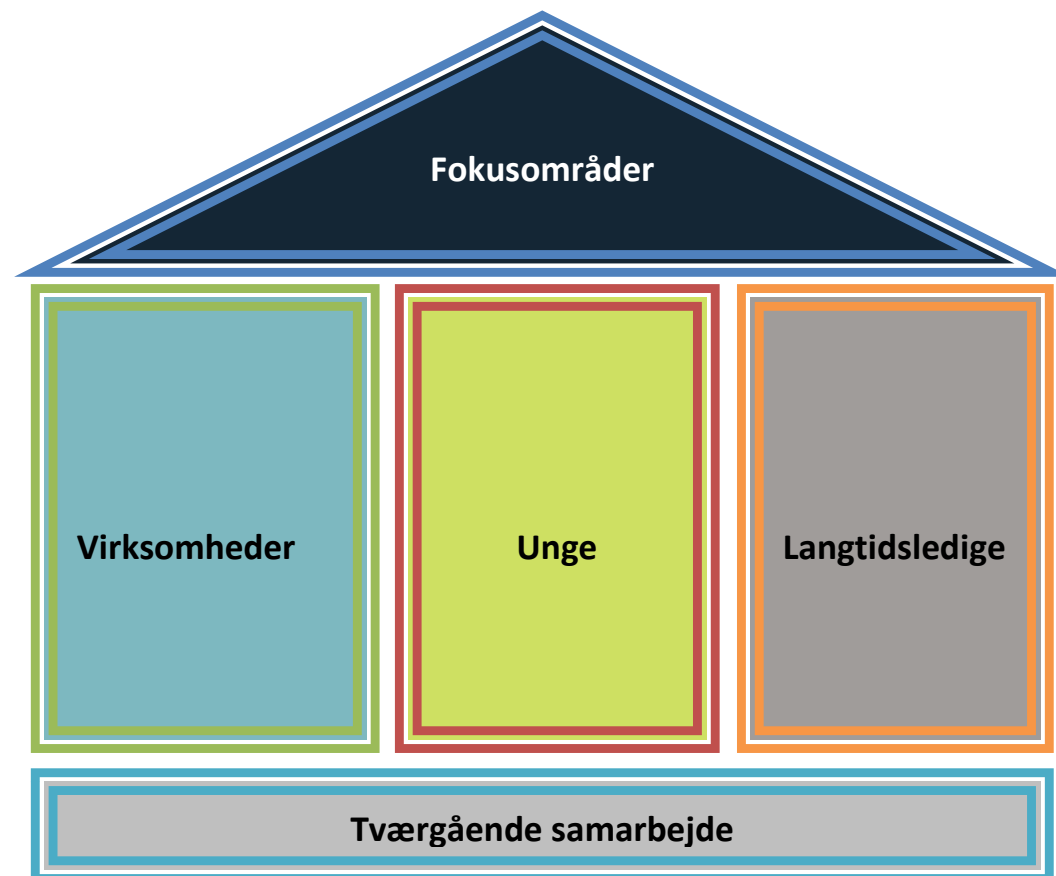 Fokusområder
Virksomheder
Unge
Langtidsledige
Tværgående samarbejde